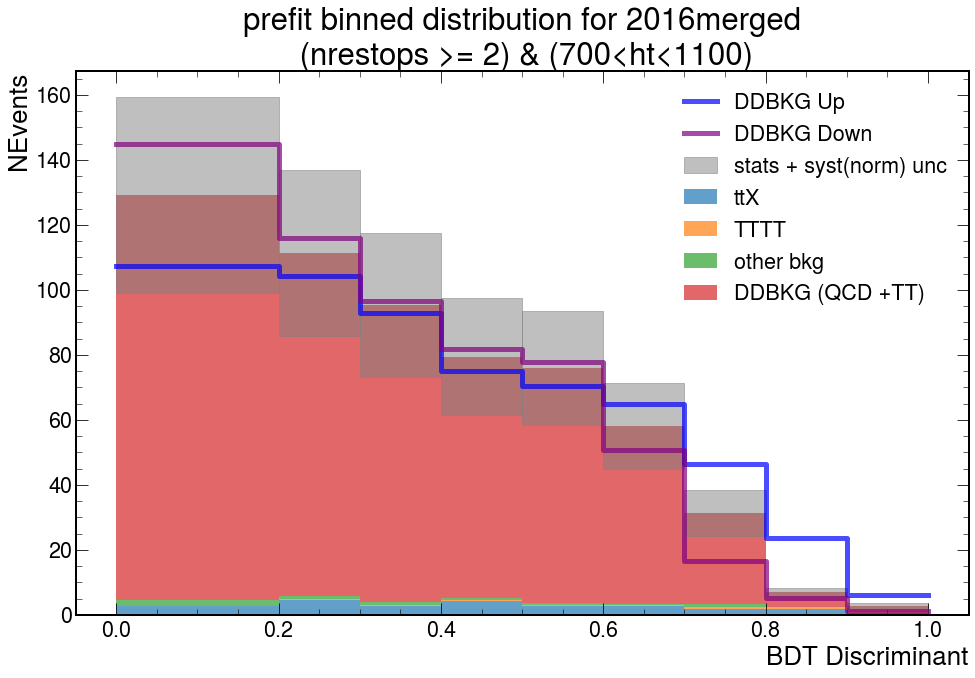 prefit binned distribution for 2016merged
(nrestops >= 2) & (700<ht<1100)
NEvents
160
140
120
100
80
60
40
20
0
DDBKG Up
DDBKG Down
stats + syst(norm) unc
ttX
TTTT
other bkg
DDBKG (QCD +TT)
0.0 0.2 0.4 0.6 0.8 1.0
BDT Discriminant